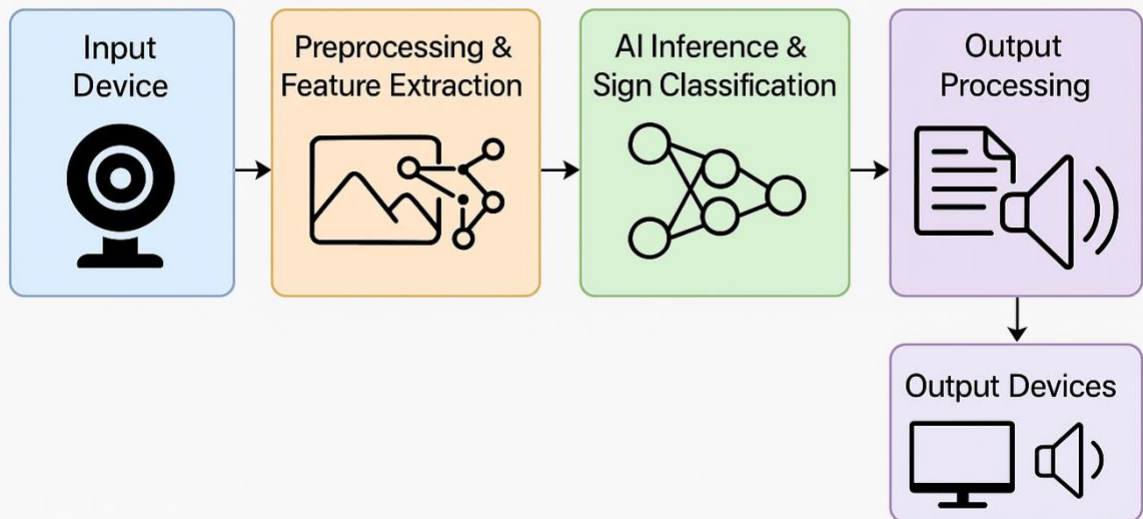 Input
Device
Preprocessing &
Feature Extraction
AI Inference &
Sign Classification
Output
Processing
Output Devices